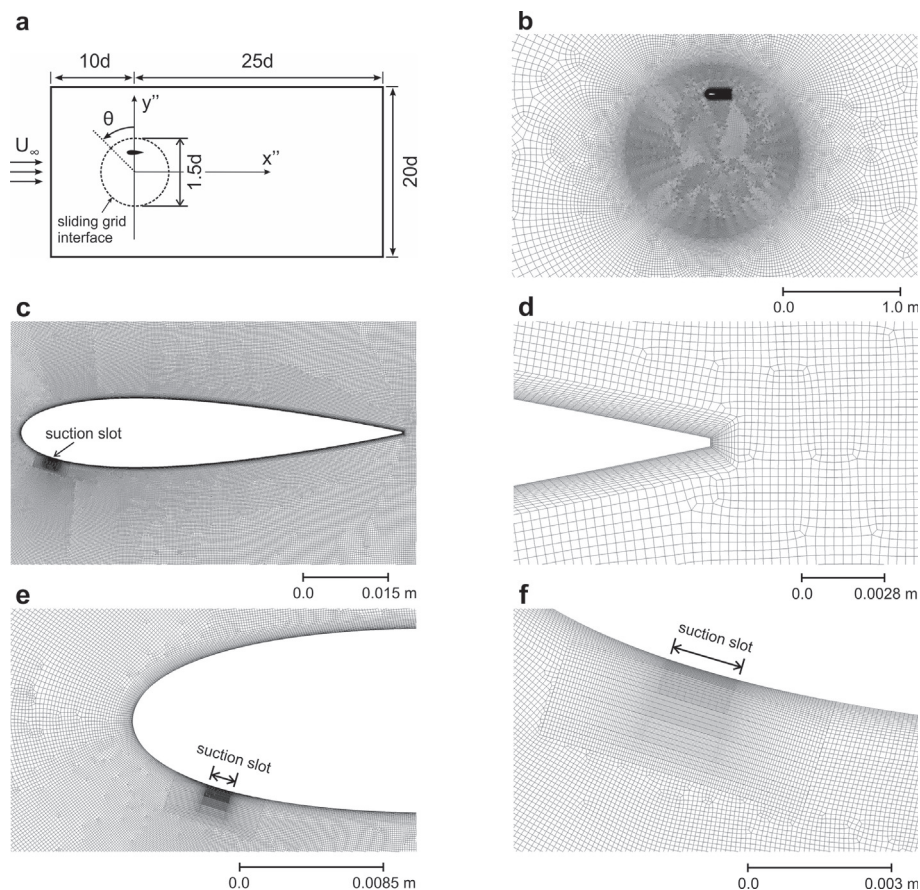 a
10d
25d
y''
θ
U∞
x''
1.5d
20d
sliding grid
interface
b
0.0
1.0 m
c
suction slot
0.0
0.015 m
d
0.0
0.0028 m
e
suction slot
0.0
0.0085 m
f
suction slot
0.0
0.003 m